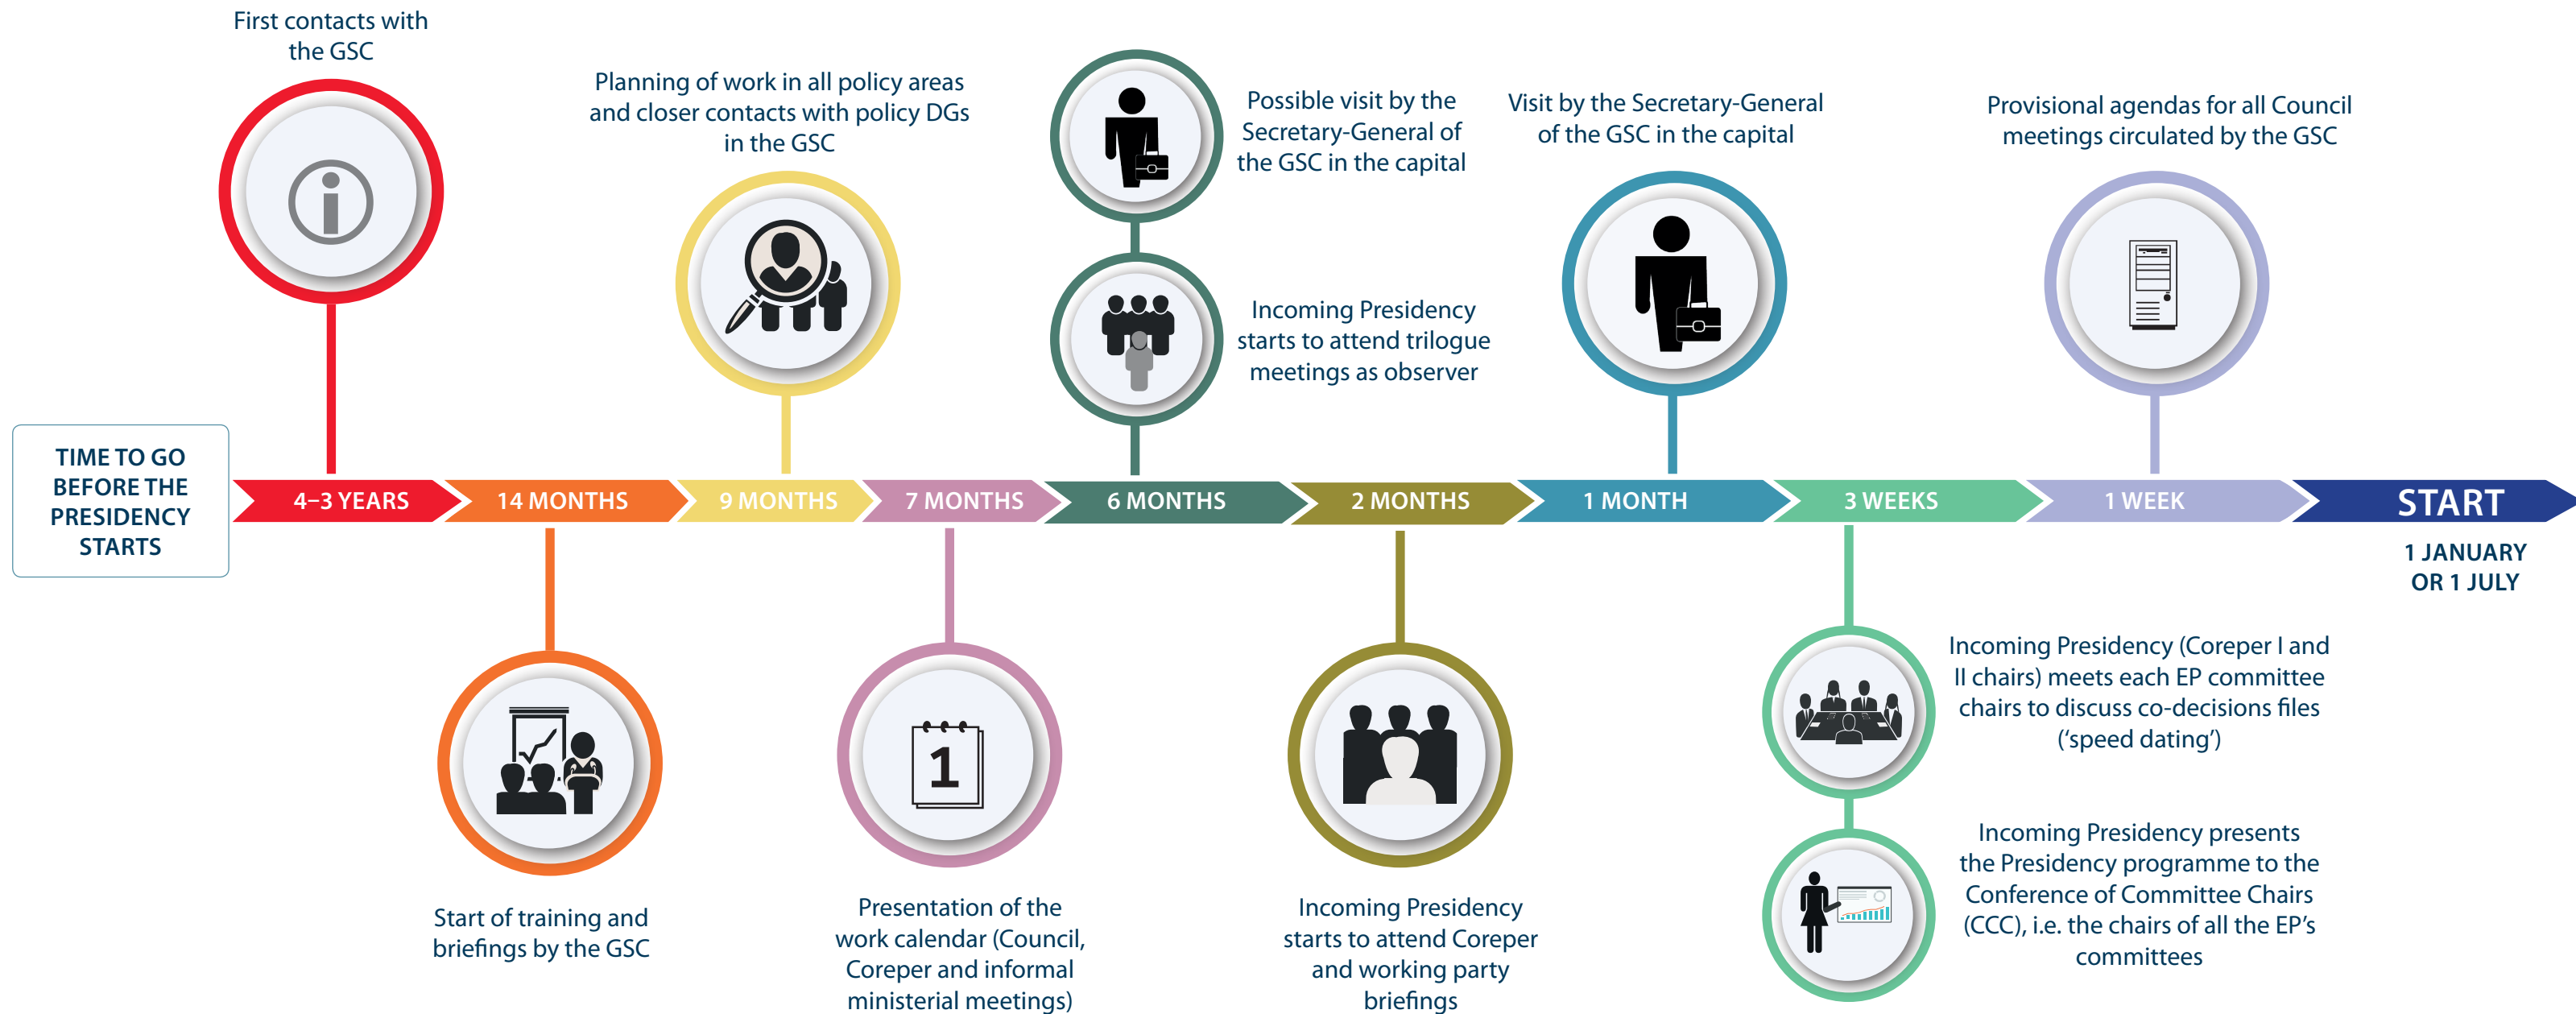 First contacts with
the GSC
Planning of work in all policy areas
and closer contacts with policy DGs
in the GSC
Possible visit by the
Secretary-General of
the GSC in the capital
Incoming Presidency
starts to attend trilogue
meetings as observer
Visit by the Secretary-General
of the GSC in the capital
Provisional agendas for all Council
meetings circulated by the GSC
TIME TO GO
BEFORE THE
PRESIDENCY
STARTS
4–3 YEARS
14 MONTHS
9 MONTHS
7 MONTHS
6 MONTHS
2 MONTHS
1 MONTH
3 WEEKS
1 WEEK
START
1 JANUARY
OR 1 JULY
Start of training and
briefings by the GSC
1
Presentation of the
work calendar (Council,
Coreper and informal
ministerial meetings)
Incoming Presidency
starts to attend Coreper
and working party
briefings
Incoming Presidency (Coreper I and
II chairs) meets each EP committee
chairs to discuss co-decisions files
(‘speed dating’)
Incoming Presidency presents
the Presidency programme to the
Conference of Committee Chairs
(CCC), i.e. the chairs of all the EP’s
committees